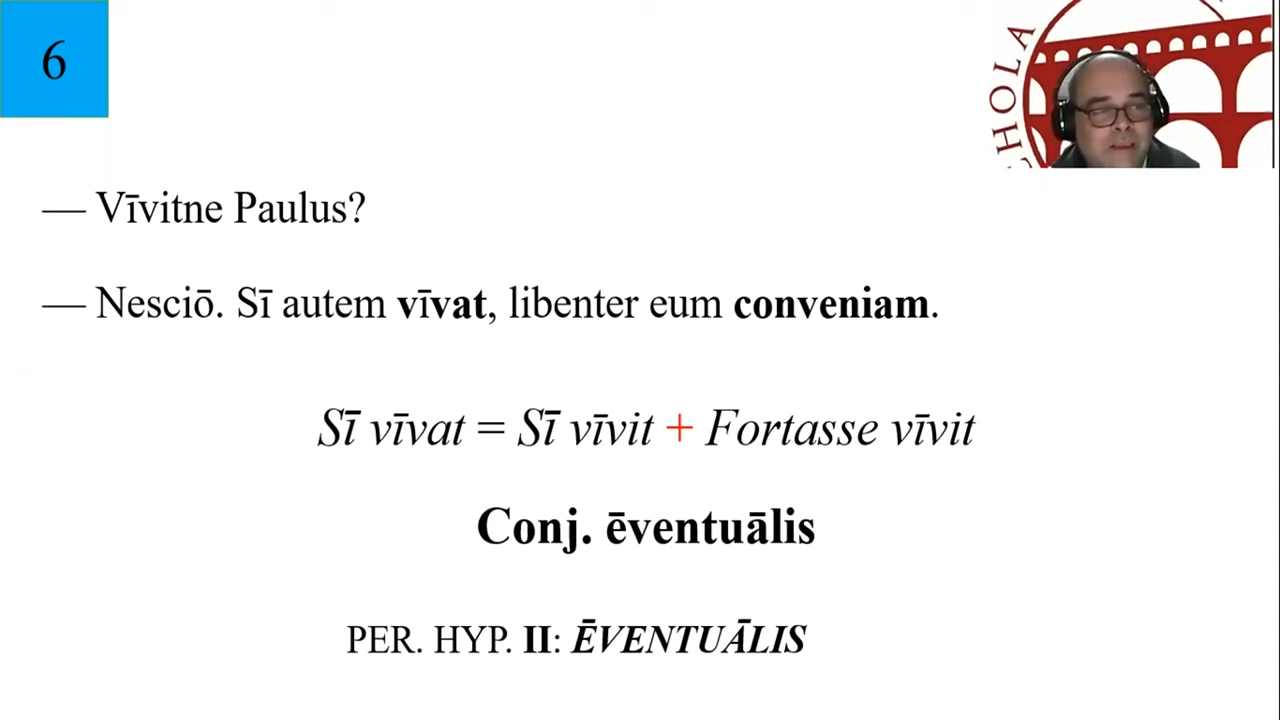 6
CHOLA
— Vīvitne Paulus?
— Nesciō. Sī autem vīvat, libenter eum conveniam.
Sī vīvat = Sī vīvit + Fortasse vīvit
Conj. ēventuālis
PER. HYP. II: ĒVENTUĀLIS